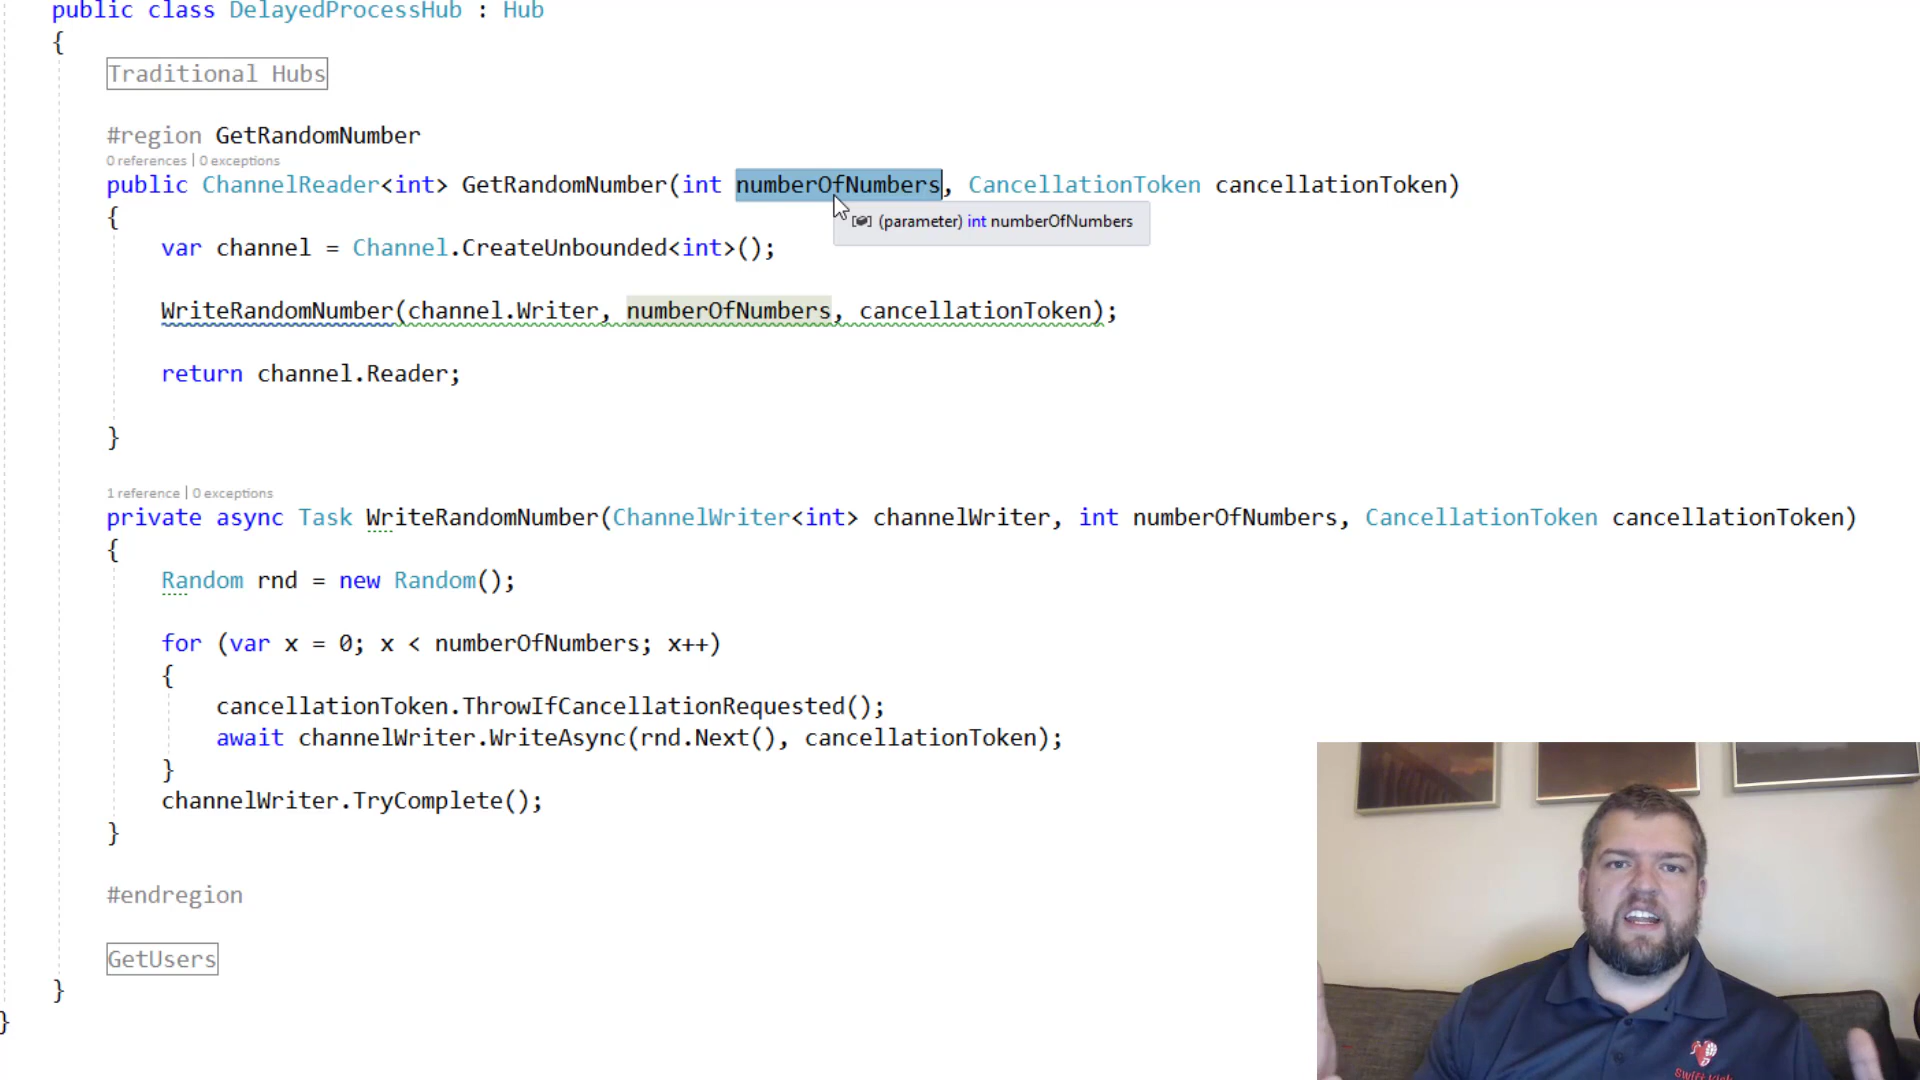 public class DelayedProcessHub : Hub
{
Traditional Hubs
#region GetRandomNumber
0 references | 0 exceptions
public ChannelReader<int> GetRandomNumber(int numberOfNumbers, CancellationToken cancellationToken)
{
(parameter) int numberOfNumbers
var channel = Channel.CreateUnbounded<int>();
WriteRandomNumber(channel.Writer, numberOfNumbers, cancellationToken);
return channel.Reader;
}
1 reference | 0 exceptions
private async Task WriteRandomNumber(ChannelWriter<int> channelWriter, int numberOfNumbers, CancellationToken cancellationToken)
{
Random rnd = new Random();
for (var x = 0; x < numberOfNumbers; x++)
{
cancellationToken.ThrowIfCancellationRequested();
await channelWriter.WriteAsync(rnd.Next(), cancellationToken);
}
channelWriter.TryComplete();
}
#endregion
GetUsers
}
}
Swift Kick